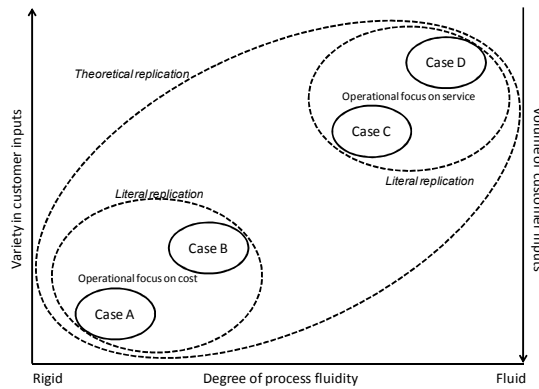 Case D
Theoretical replication
Operational focus on service
Case C
Variety in customer inputs
Volume of customer inputs
Literal replication
Literal replication
Case B
Operational focus on cost
Case A
Rigid
Degree of process fluidity
Fluid